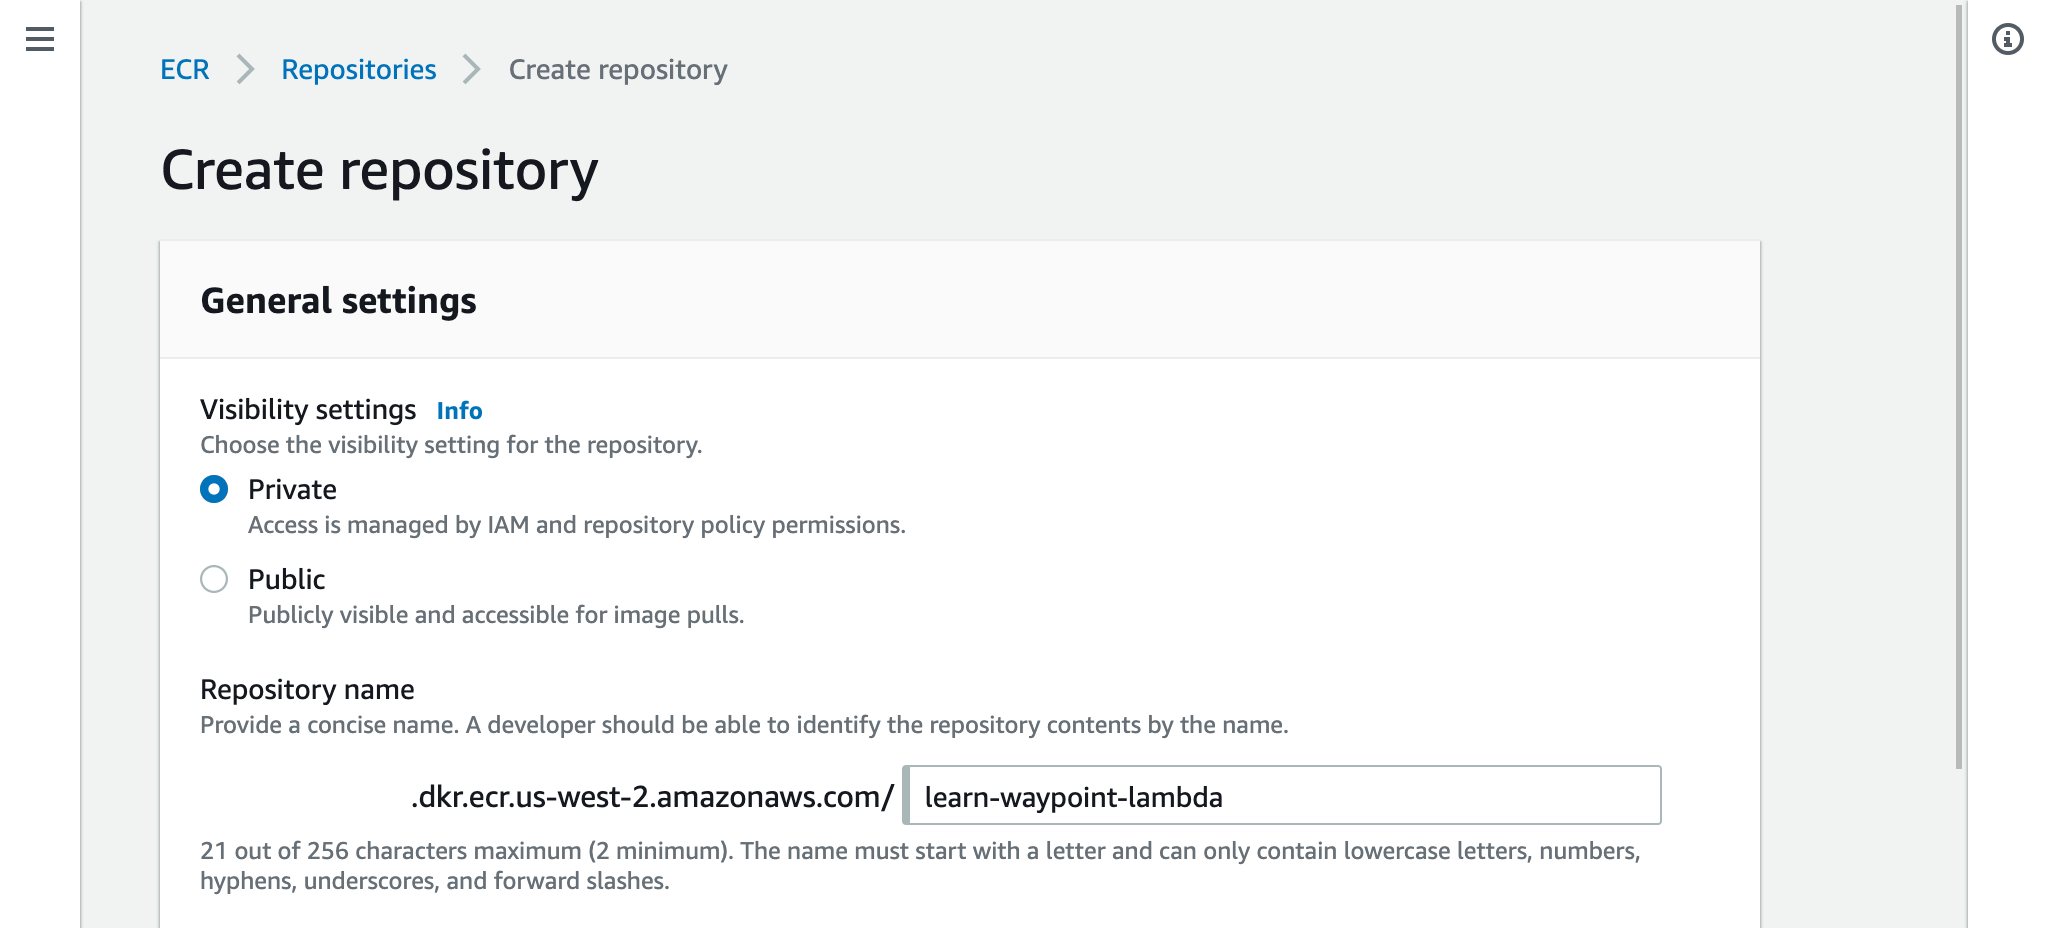 ECR Repositories Create repository
Create repository
General settings
Visibility settings Info
Choose the visibility setting for the repository.
Private
Access is managed by IAM and repository policy permissions.
Public
Publicly visible and accessible for image pulls.
Repository name
Provide a concise name. A developer should be able to identify the repository contents by the name.
.dkr.ecr.us-west-2.amazonaws.com/ learn-waypoint-lambda
21 out of 256 characters maximum (2 minimum). The name must start with a letter and can only contain lowercase letters, numbers,
hyphens, underscores, and forward slashes.